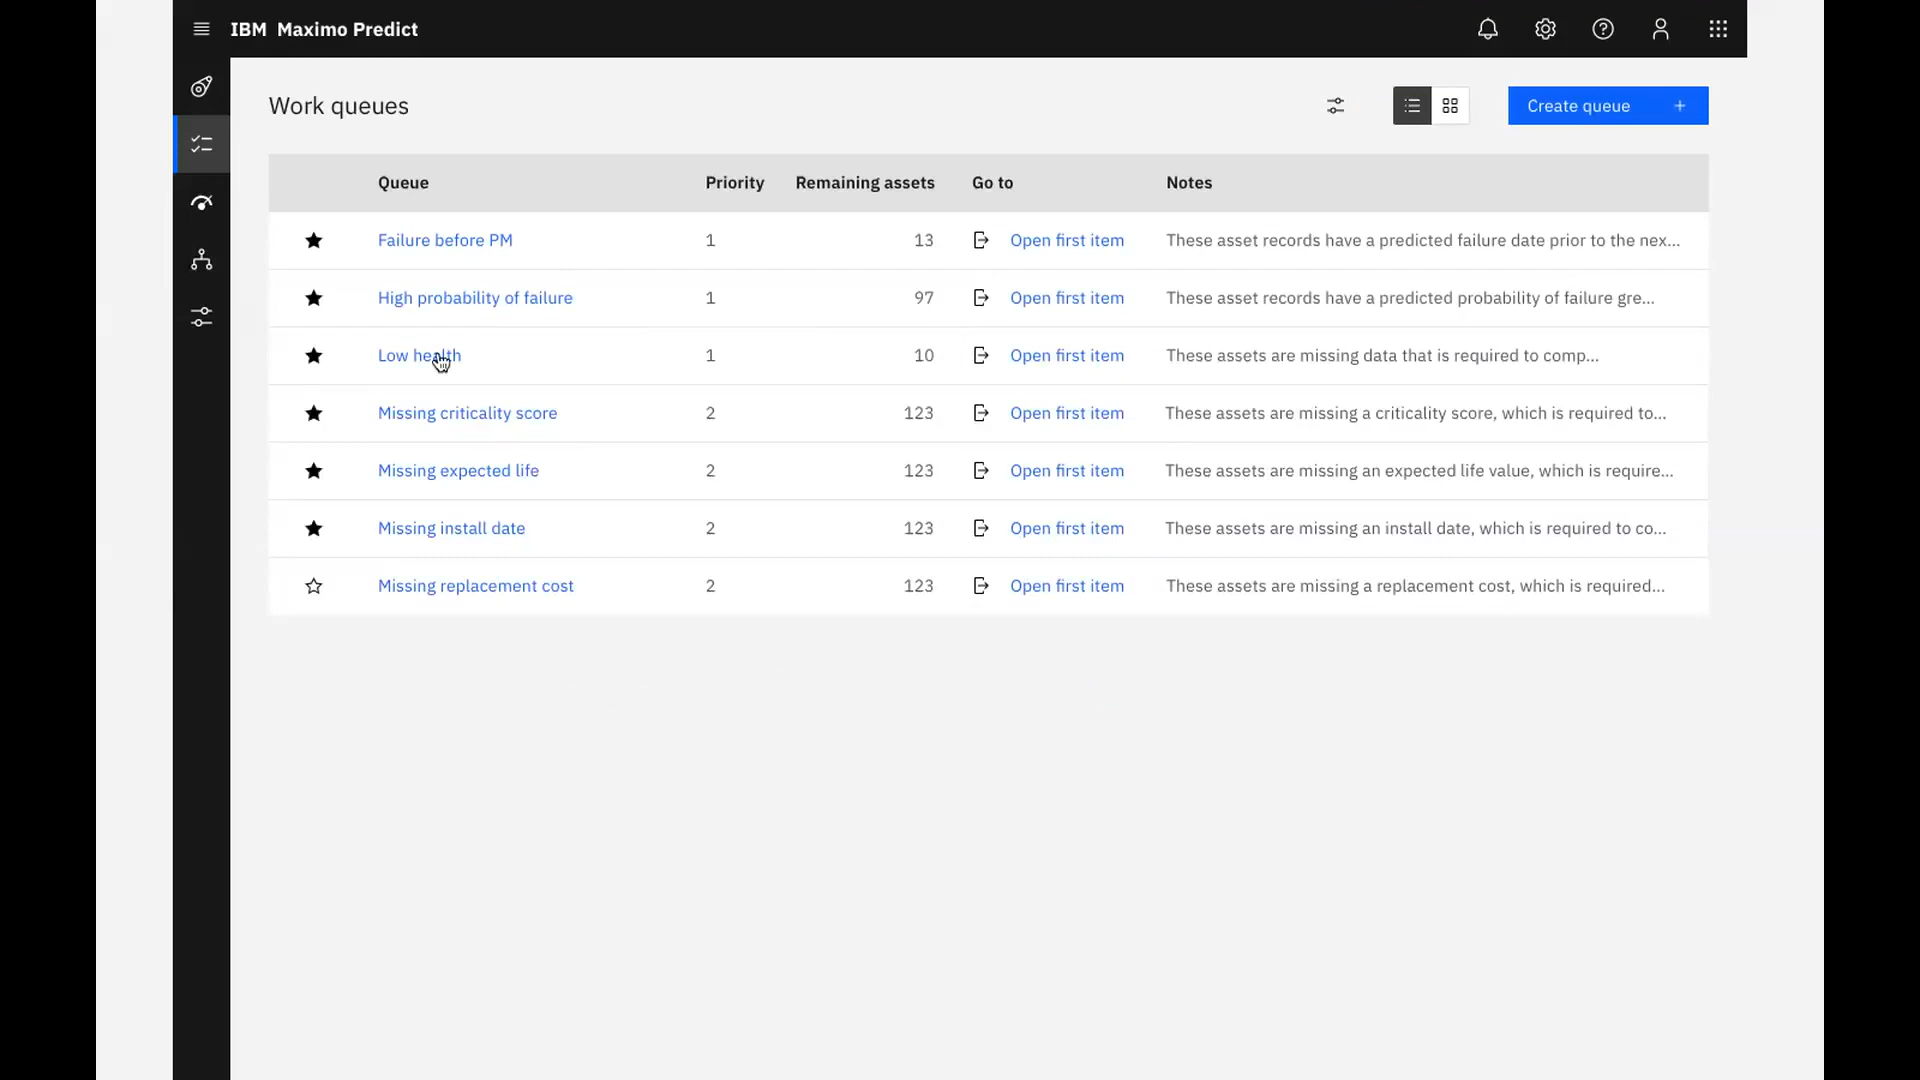 IBM Maximo Predict
Work queues
Create queue
Queue Priority Remaining assets Go to Notes
Failure before PM 1 13 Open first item These asset records have a predicted failure date prior to the nex...
High probability of failure 1 97 Open first item These asset records have a predicted probability of failure gre...
Low health 1 10 Open first item These assets are missing data that is required to comp...
Missing criticality score 2 123 Open first item These assets are missing a criticality score, which is required to...
Missing expected life 2 123 Open first item These assets are missing an expected life value, which is require...
Missing install date 2 123 Open first item These assets are missing an install date, which is required to co...
Missing replacement cost 2 123 Open first item These assets are missing a replacement cost, which is required...